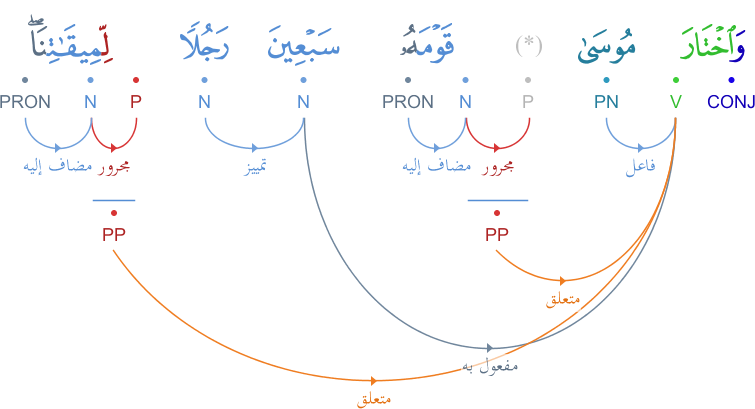 وَٱخْتَارَ مُوسَىٰ (*) قَوْمَهُۥ سَبْعِينَ رَجُلًا لِّمِيقَـٰتِنَا ۖ
CONJ V PN P PRON N N N P N PRON
فاعل مجرور مضاف إليه تمييز مجرور مضاف إليه
PP PP
متعلق
مفعول به
متعلق